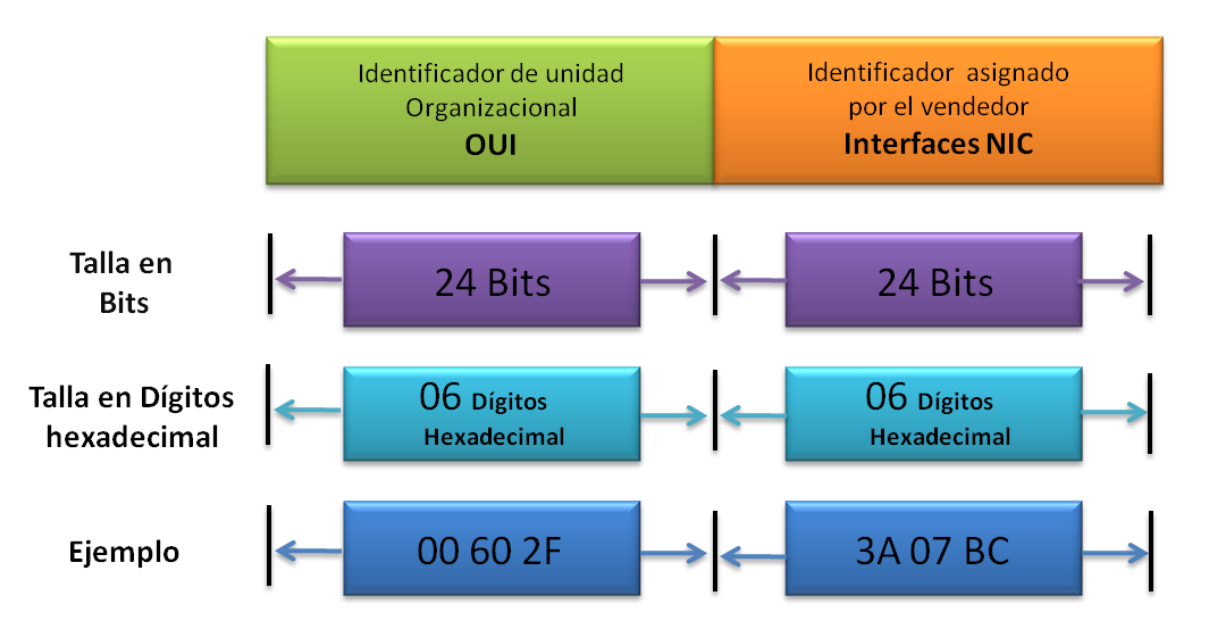 Identificador de unidad
Organizacional
OUI
Identificador asignado
por el vendedor
Interfaces NIC
Talla en
Bits
24 Bits
24 Bits
Talla en Dígitos
hexadecimal
06 Dígitos
Hexadecimal
06 Dígitos
Hexadecimal
Ejemplo
00 60 2F
3A 07 BC